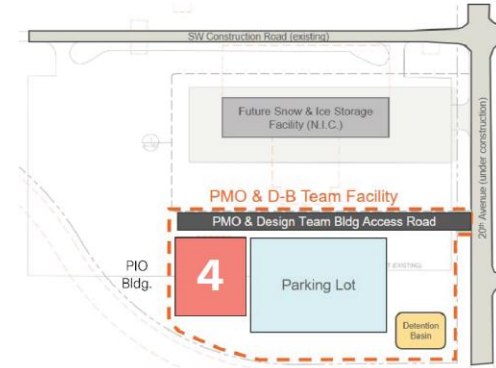 SW Construction Road (existing)
20th Avenue (under construction)
Future Snow & Ice Storage
Facility (N.I.C.)
PMO & D-B Team Facility
PMO & Design Team Bldg Access Road
PIO
Bldg.
4
Parking Lot
(EXISTING)
Detention
Basin